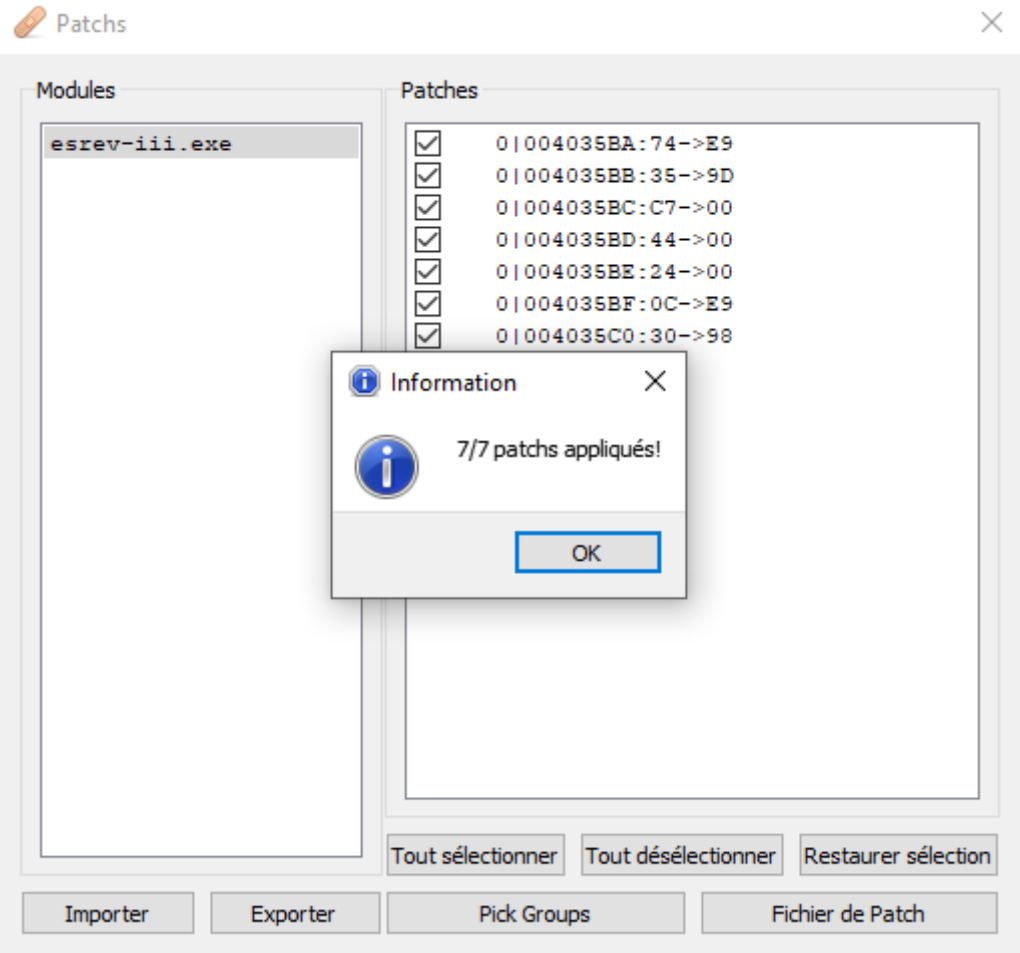 Patchs
Modules
esrev-iii.exe
Patches
0|004035BA:74->E9
0|004035BB:35->9D
0|004035BC:C7->00
0|004035BD:44->00
0|004035BE:24->00
0|004035BF:0C->E9
0|004035C0:30->98
Information
7/7 patchs appliqués!
OK
Tout sélectionner
Tout désélectionner
Restaurer sélection
Importer
Exporter
Pick Groups
Fichier de Patch